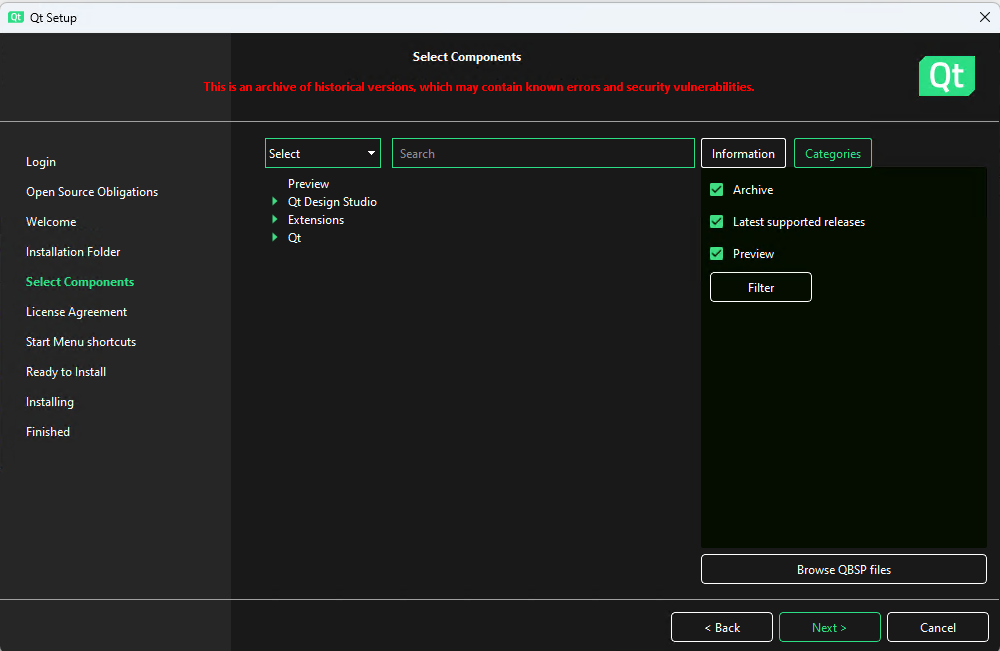 Qt Qt Setup
Select Components
This is an archive of historical versions, which may contain known errors and security vulnerabilities.
Qt
Login
Open Source Obligations
Welcome
Installation Folder
Select Components
License Agreement
Start Menu shortcuts
Ready to Install
Installing
Finished
Select
Search
Preview
Qt Design Studio
Extensions
Qt
Information
Categories
Archive
Latest supported releases
Preview
Filter
Browse QBSP files
< Back
Next >
Cancel